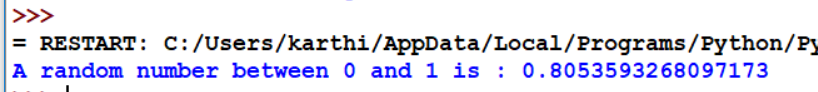 >>>
= RESTART: C:/Users/karthi/AppData/Local/Programs/Python/Py
A random number between 0 and 1 is : 0.8053593268097173